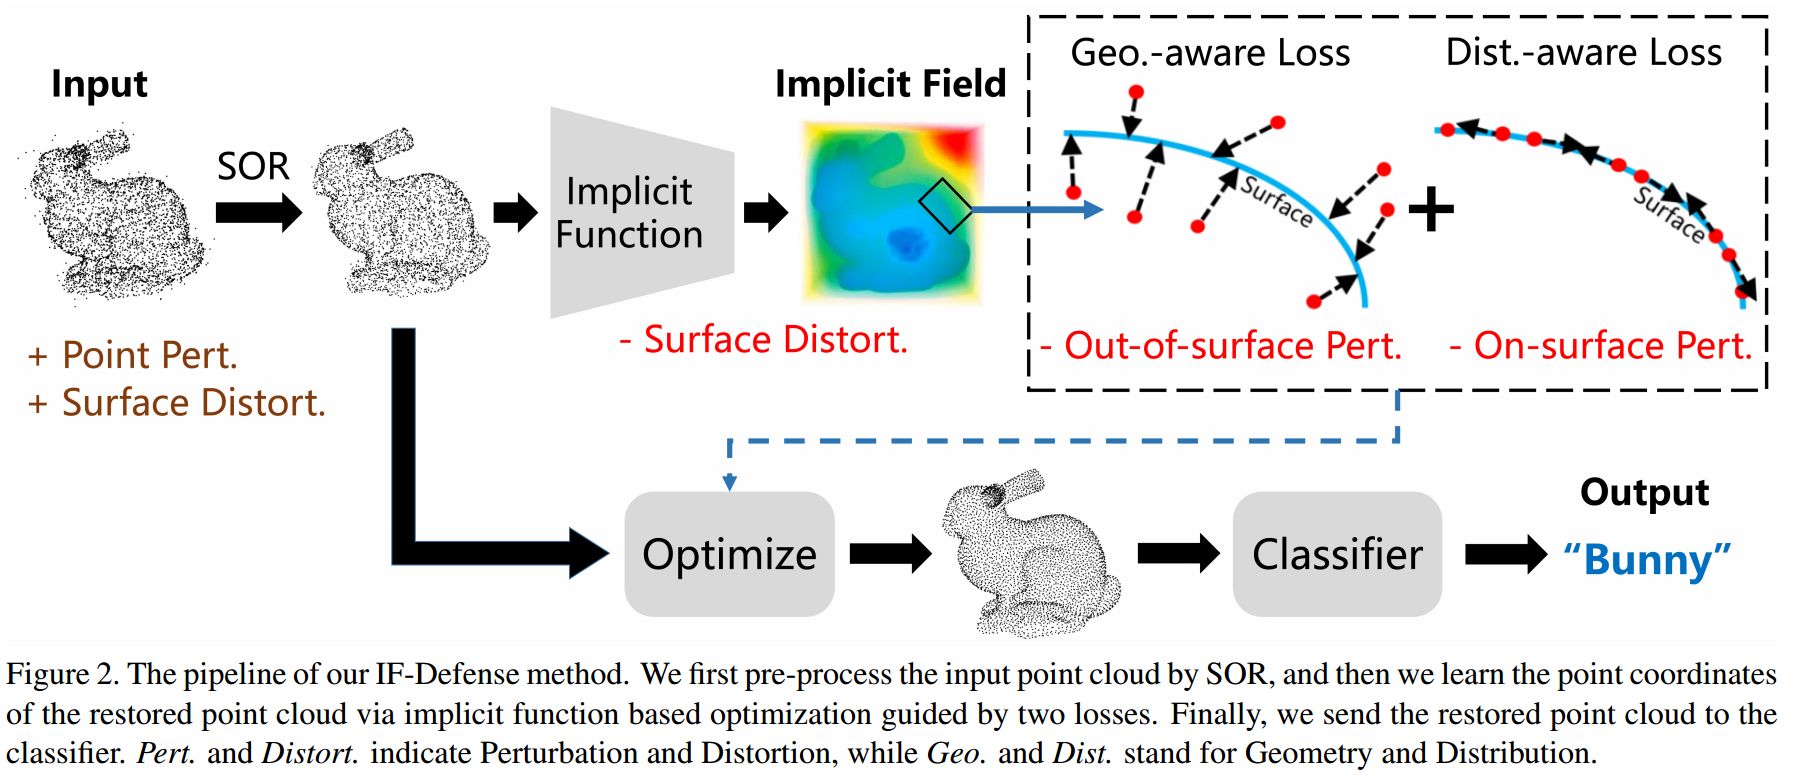 Input
SOR
Implicit
Function
Implicit Field
Geo.-aware Loss
Surface
Dist.-aware Loss
Surface
+
+ Point Pert.
+ Surface Distort.
- Surface Distort.
- Out-of-surface Pert.
- On-surface Pert.
Optimize
Classifier
Output
“Bunny”
Figure 2. The pipeline of our IF-Defense method. We first pre-process the input point cloud by SOR, and then we learn the point coordinates
of the restored point cloud via implicit function based optimization guided by two losses. Finally, we send the restored point cloud to the
classifier. Pert. and Distort. indicate Perturbation and Distortion, while Geo. and Dist. stand for Geometry and Distribution.